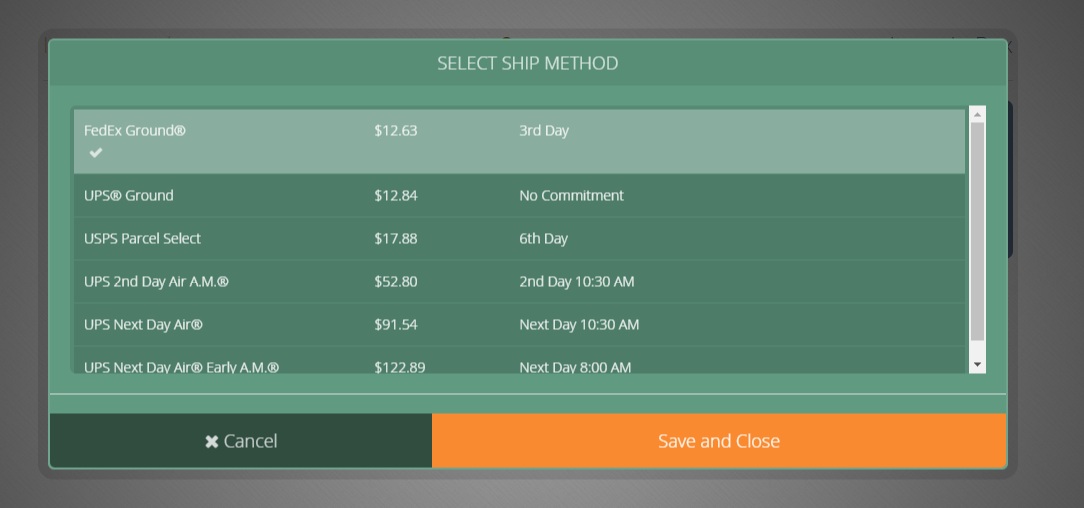 SELECT SHIP METHOD
FedEx Ground® $12.63 3rd Day
UPS® Ground $12.84 No Commitment
USPS Parcel Select $17.88 6th Day
UPS 2nd Day Air A.M.® $52.80 2nd Day 10:30 AM
UPS Next Day Air® $91.54 Next Day 10:30 AM
UPS Next Day Air® Early A.M.® $122.89 Next Day 8:00 AM
Cancel Save and Close